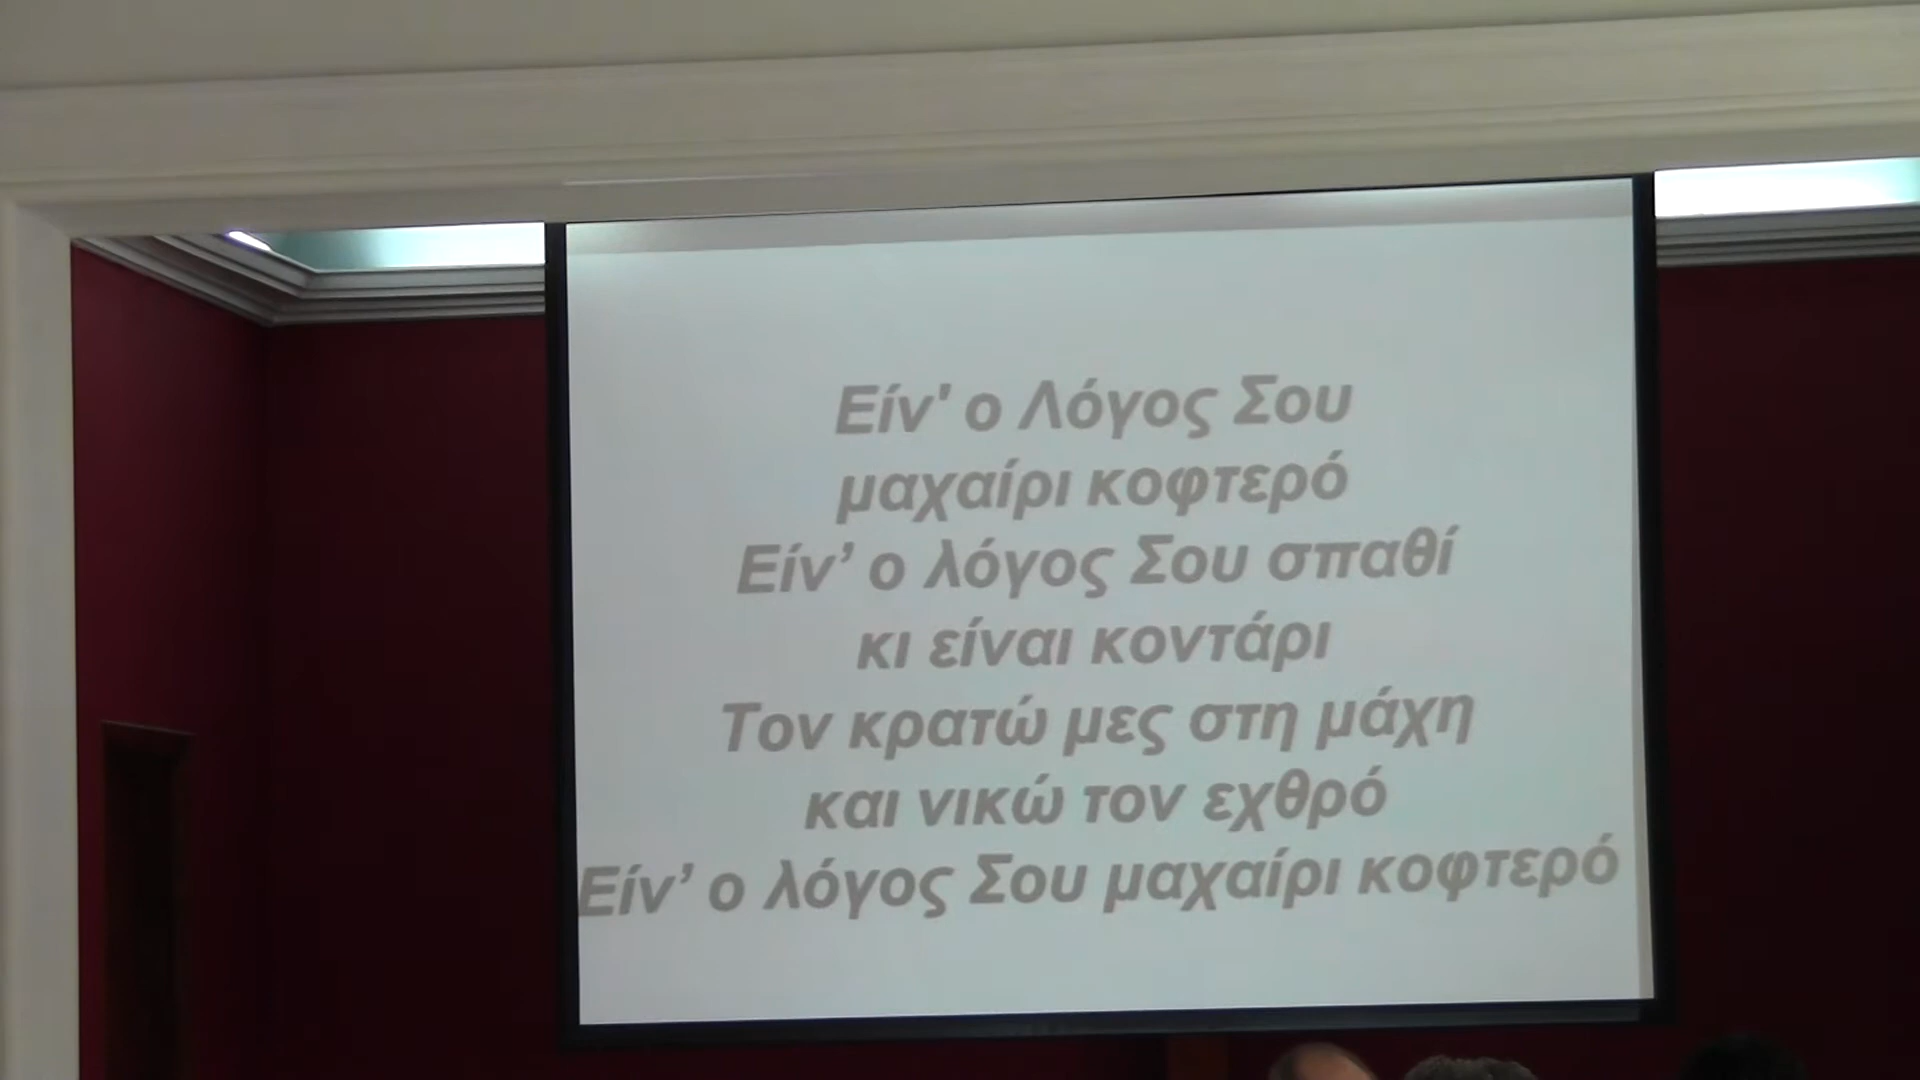 Είν' ο Λόγος Σου
μαχαίρι κοφτερό
Είν’ ο λόγος Σου σπαθί
κι είναι κοντάρι
Τον κρατώ μες στη μάχη
και νικώ τον εχθρό
Είν’ ο λόγος Σου μαχαίρι κοφτερό